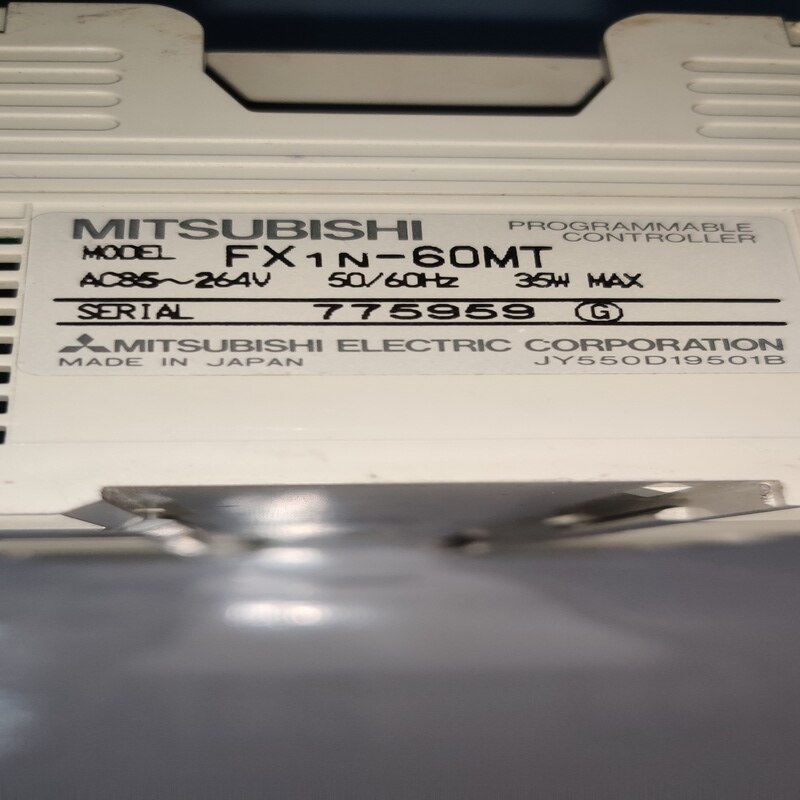 MITSUBISHI PROGRAMMABLE CONTROLLER
MODEL FX1N-60MT
AC85~264V 50/60Hz 35W MAX
SERIAL 775959 Ⓖ
MITSUBISHI ELECTRIC CORPORATION
MADE IN JAPAN JY550D19501B